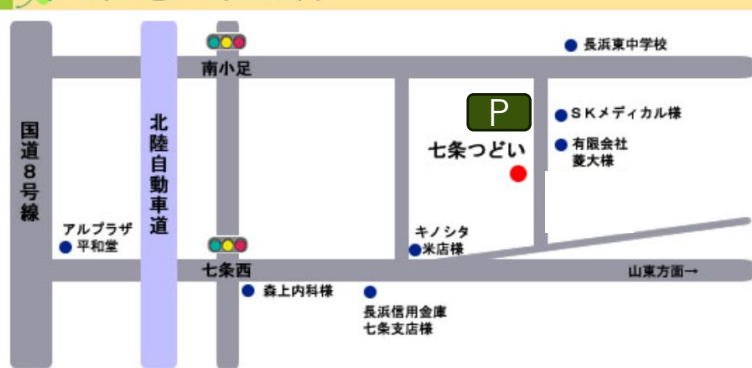 長浜東中学校
南小足
P
SKメディカル様
七条つどい
有限会社
菱大様
国道8号線
北陸自動車道
アルプラザ
平和堂
キノシタ
米店様
七条西
山東方面→
森上内科様
長浜信用金庫
七条支店様